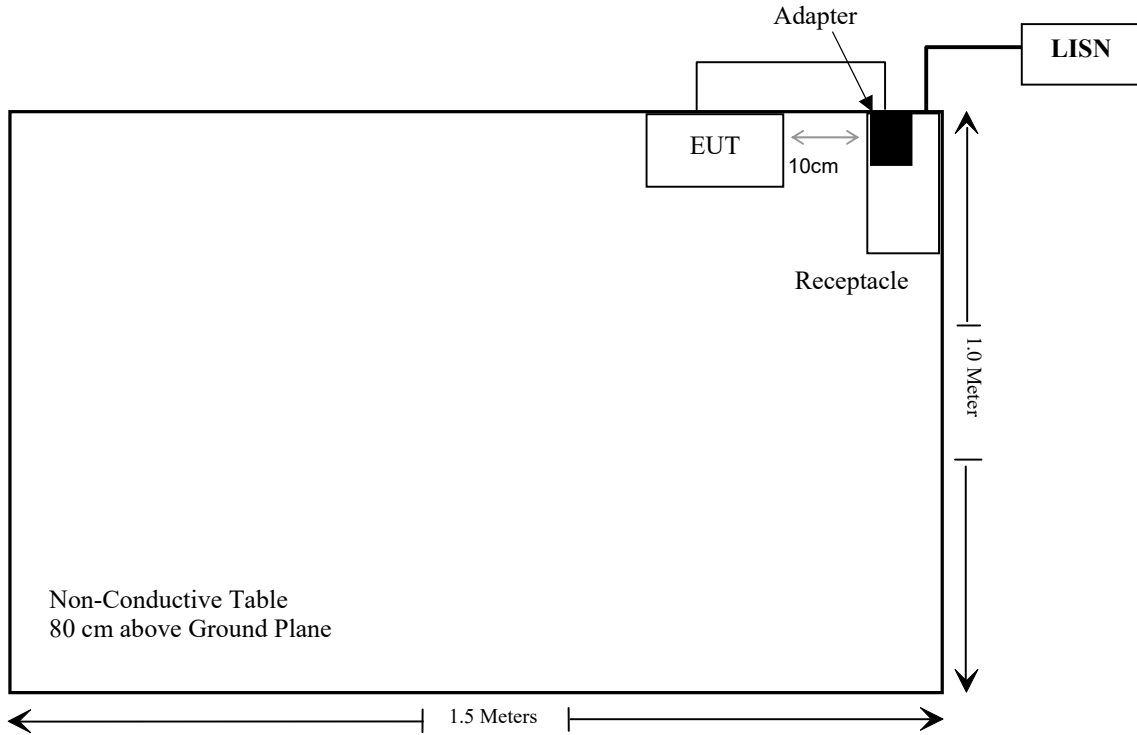 Adapter
LISN
EUT
10cm
Receptacle
1.0 Meter
Non-Conductive Table
80 cm above Ground Plane
1.5 Meters